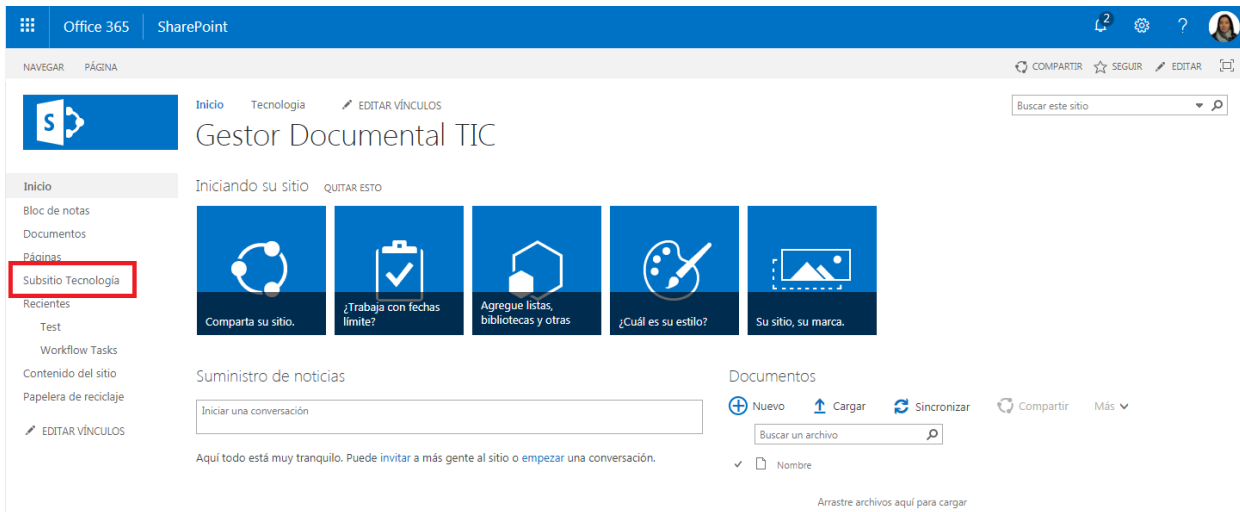 Office 365 SharePoint 2 ?
NAVEGAR PÁGINA COMPARTIR SEGUIR EDITAR
S
Inicio Tecnologia EDITAR VÍNCULOS
Buscar este sitio
Gestor Documental TIC
Inicio
Bloc de notas
Documentos
Páginas
Subsitio Tecnología
Recientes
Test
Workflow Tasks
Contenido del sitio
Papelera de reciclaje
EDITAR VÍNCULOS
Iniciando su sitio QUITAR ESTO
Comparta su sitio.
¿Trabaja con fechas
límite?
Agregue listas,
bibliotecas y otras
¿Cuál es su estilo?
Su sitio, su marca.
Suministro de noticias
Iniciar una conversación
Aquí todo está muy tranquilo. Puede invitar a más gente al sitio o empezar una conversación.
Documentos
Nuevo Cargar Sincronizar Compartir Más
Buscar un archivo
Nombre
Arrastre archivos aquí para cargar